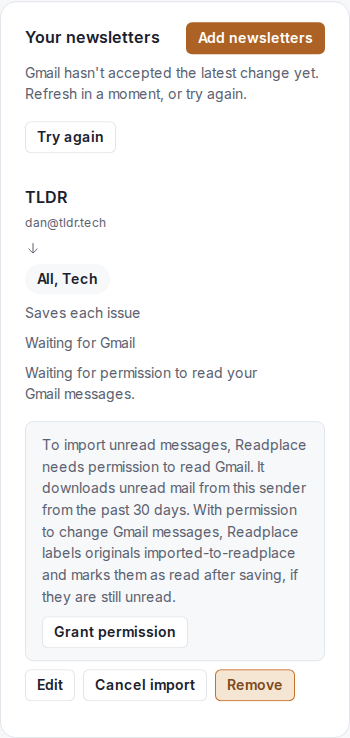 Your newsletters
Add newsletters
Gmail hasn't accepted the latest change yet.
Refresh in a moment, or try again.
Try again
TLDR
dan@tldr.tech
↓
All, Tech
Saves each issue
Waiting for Gmail
Waiting for permission to read your
Gmail messages.
To import unread messages, Readplace
needs permission to read Gmail. It
downloads unread mail from this sender
from the past 30 days. With permission
to change Gmail messages, Readplace
labels originals imported-to-readplace
and marks them as read after saving, if
they are still unread.
Grant permission
Edit
Cancel import
Remove